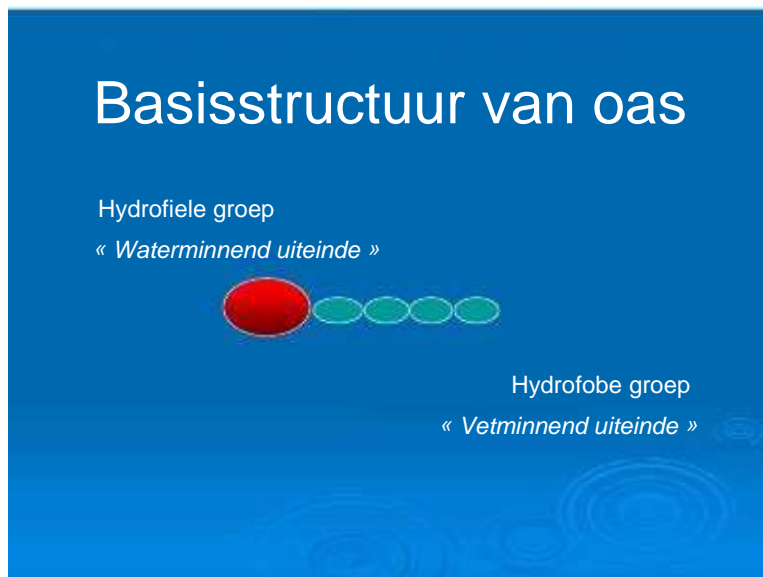 Basisstructuur van oas
Hydrofiele groep
« Waterminnend uiteinde »
Hydrofobe groep
« Vetminnend uiteinde »